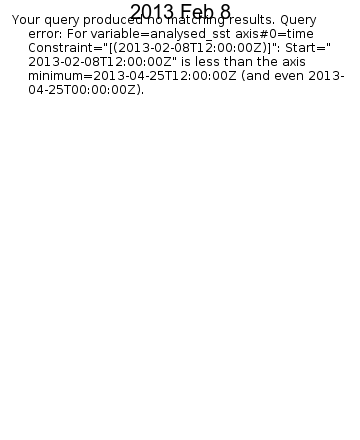 2013 Feb 8
Your query produced no matching results. Query
error: For variable=analysed_sst axis#0=time
Constraint="[(2013-02-08T12:00:00Z)]": Start="
2013-02-08T12:00:00Z" is less than the axis
minimum=2013-04-25T12:00:00Z (and even 2013-
04-25T00:00:00Z).